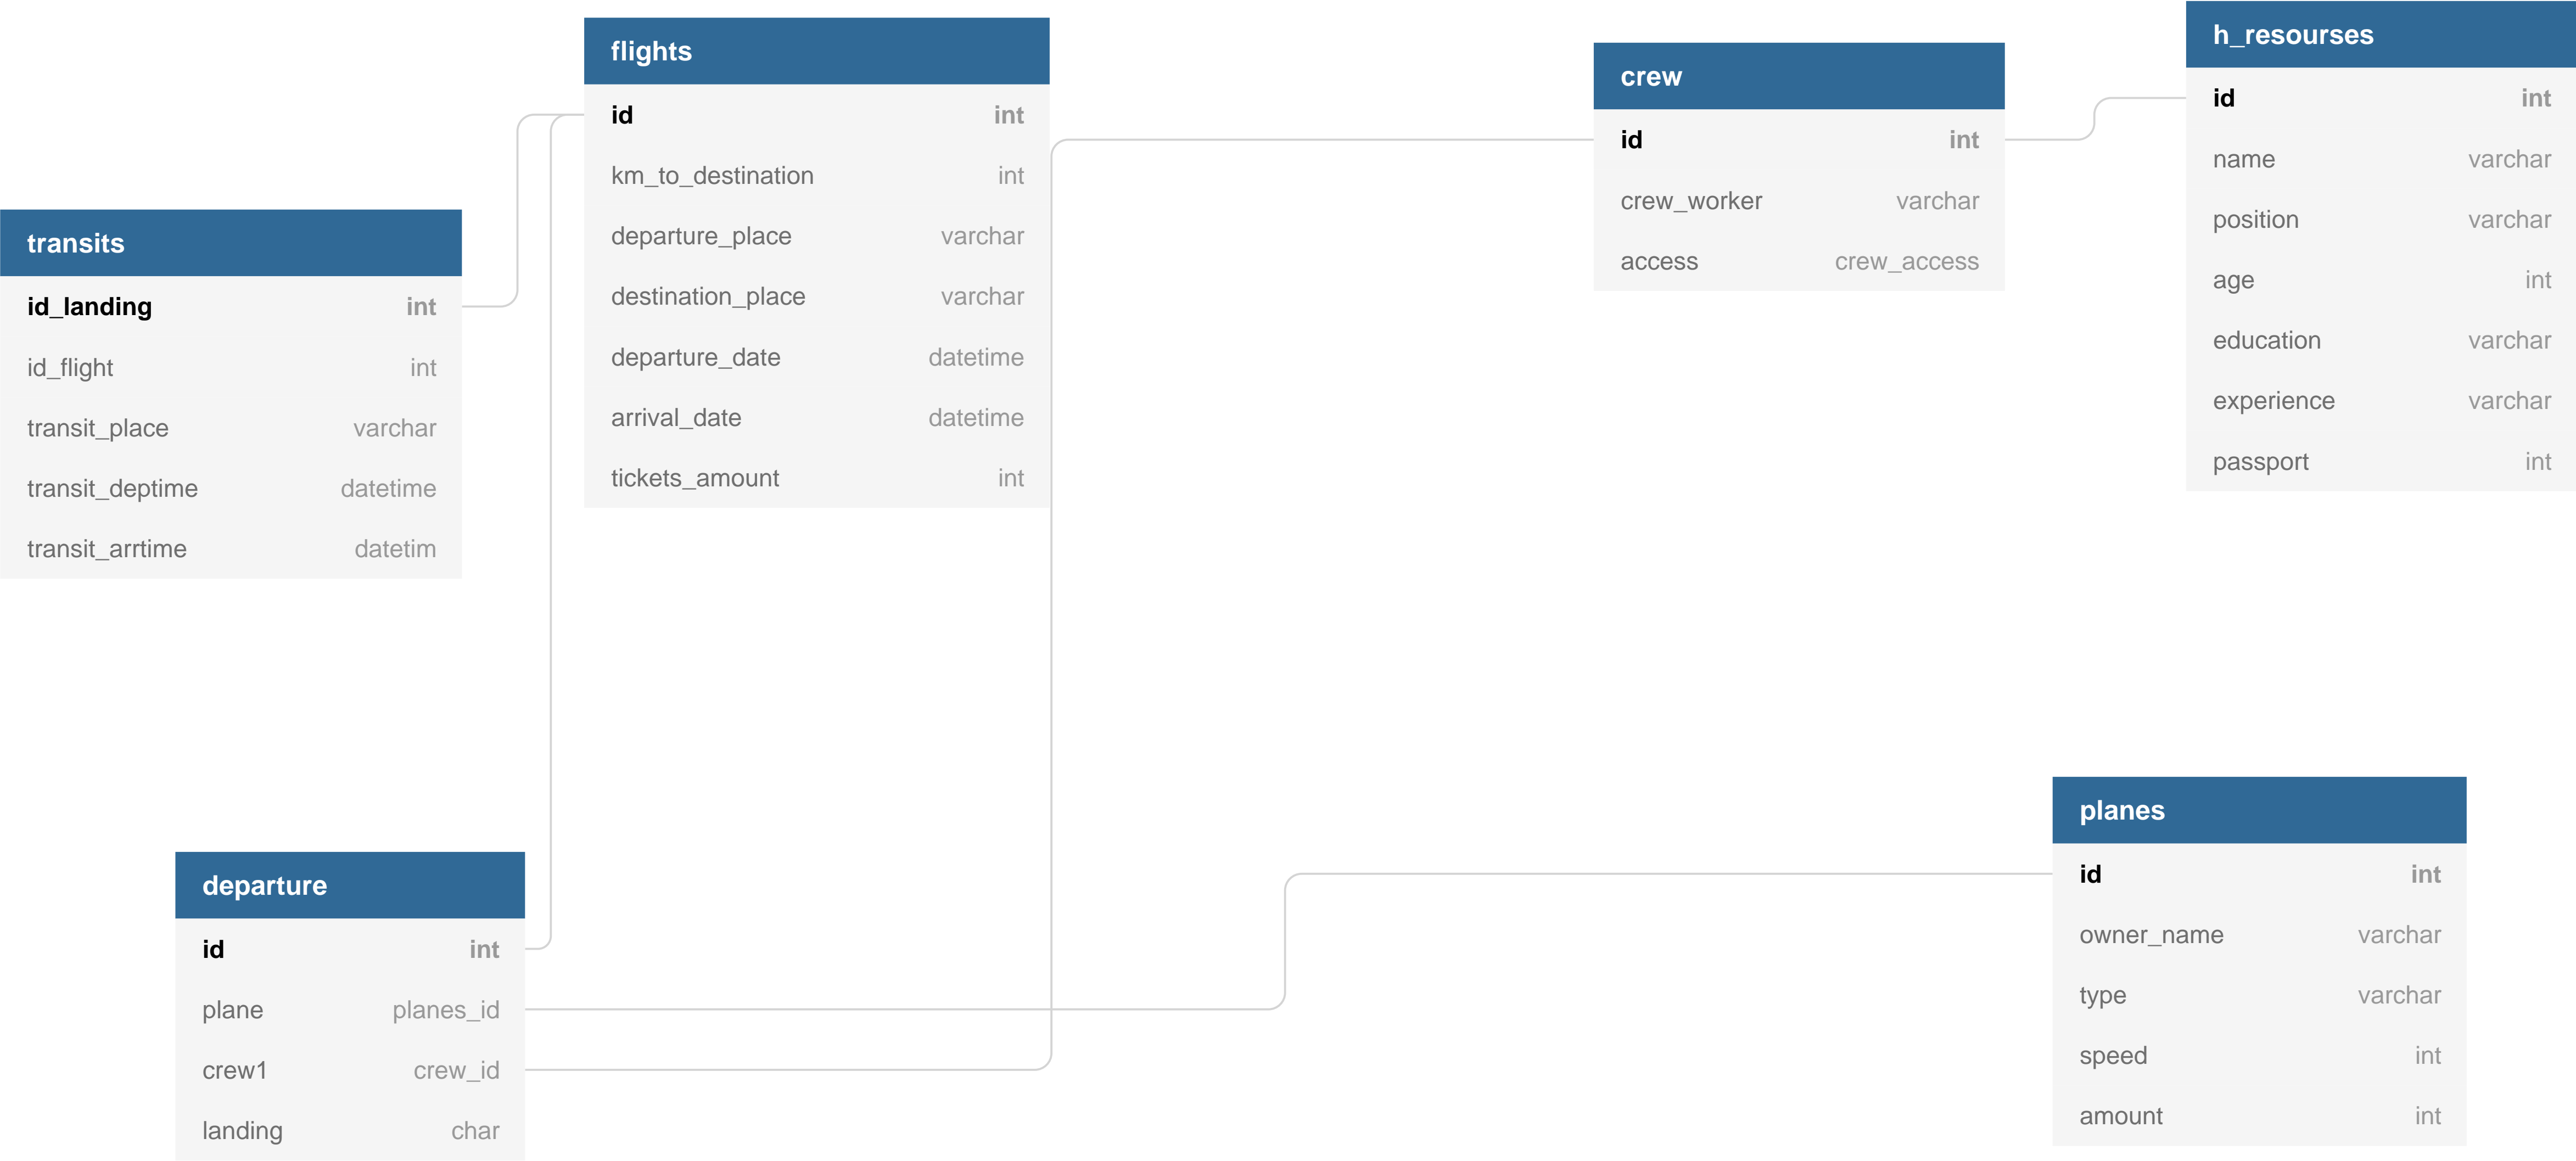 flights
id int
km_to_destination int
departure_place varchar
destination_place varchar
departure_date datetime
arrival_date datetime
tickets_amount int
crew
id int
crew_worker varchar
access crew_access
h_resourses
id int
name varchar
position varchar
age int
education varchar
experience varchar
passport int
transits
id_landing int
id_flight int
transit_place varchar
transit_deptime datetime
transit_arrtime datetim
departure
id int
plane planes_id
crew1 crew_id
landing char
planes
id int
owner_name varchar
type varchar
speed int
amount int